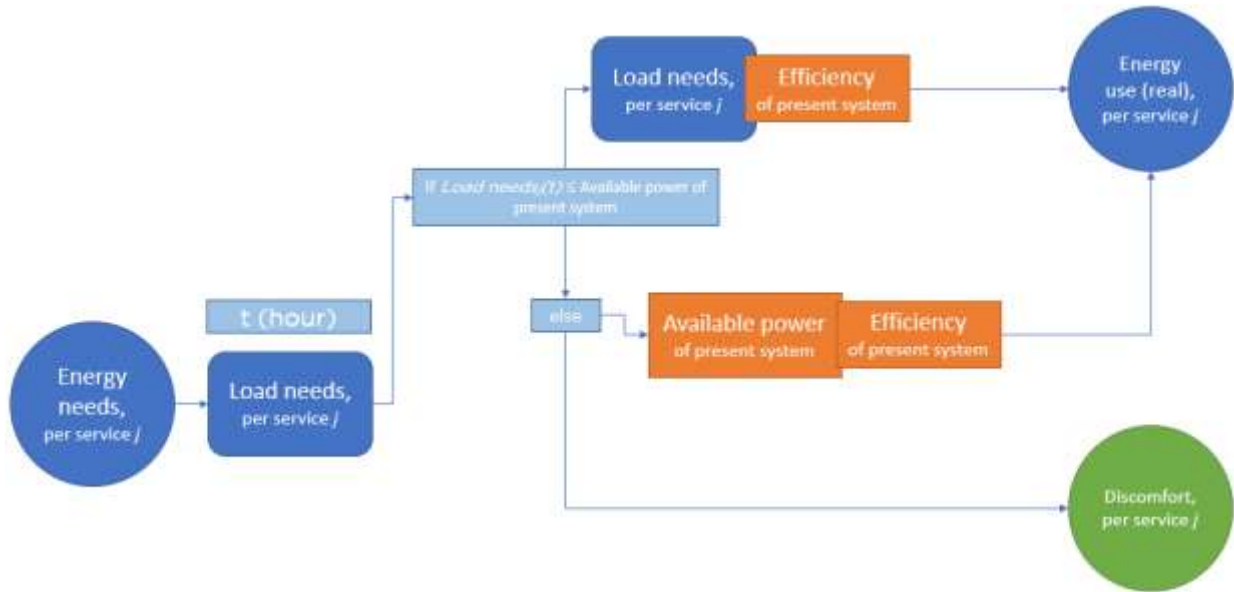 Load needs,
per service j
Efficiency
of present system
Energy
use (real),
per service j
If Load needsⱼ(t) ≤ Available power of
present system
t (hour)
else
Available power
of present system
Efficiency
of present system
Energy
needs,
per service j
Load needs,
per service j
Discomfort,
per service j